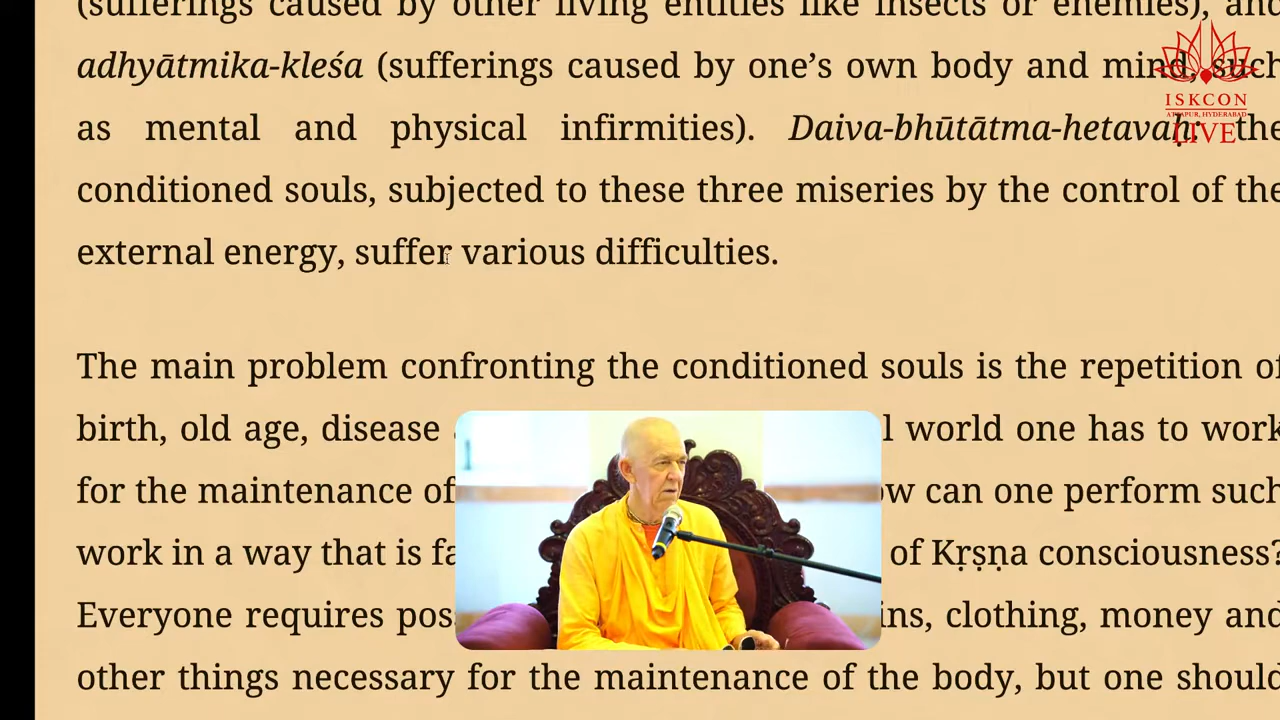 (sufferings caused by other living entities like insects or enemies), and
adhyātmika-kleśa (sufferings caused by one’s own body and mind, such
as mental and physical infirmities). Daiva-bhūtātma-hetavaḥ: the
conditioned souls, subjected to these three miseries by the control of the
external energy, suffer various difficulties.
The main problem confronting the conditioned souls is the repetition of
birth, old age, disease l world one has to work
for the maintenance of ow can one perform such
work in a way that is fa of Kṛṣṇa consciousness?
Everyone requires pos ins, clothing, money and
other things necessary for the maintenance of the body, but one should
ISKCON
ATTAPUR, HYDERABAD
LIVE